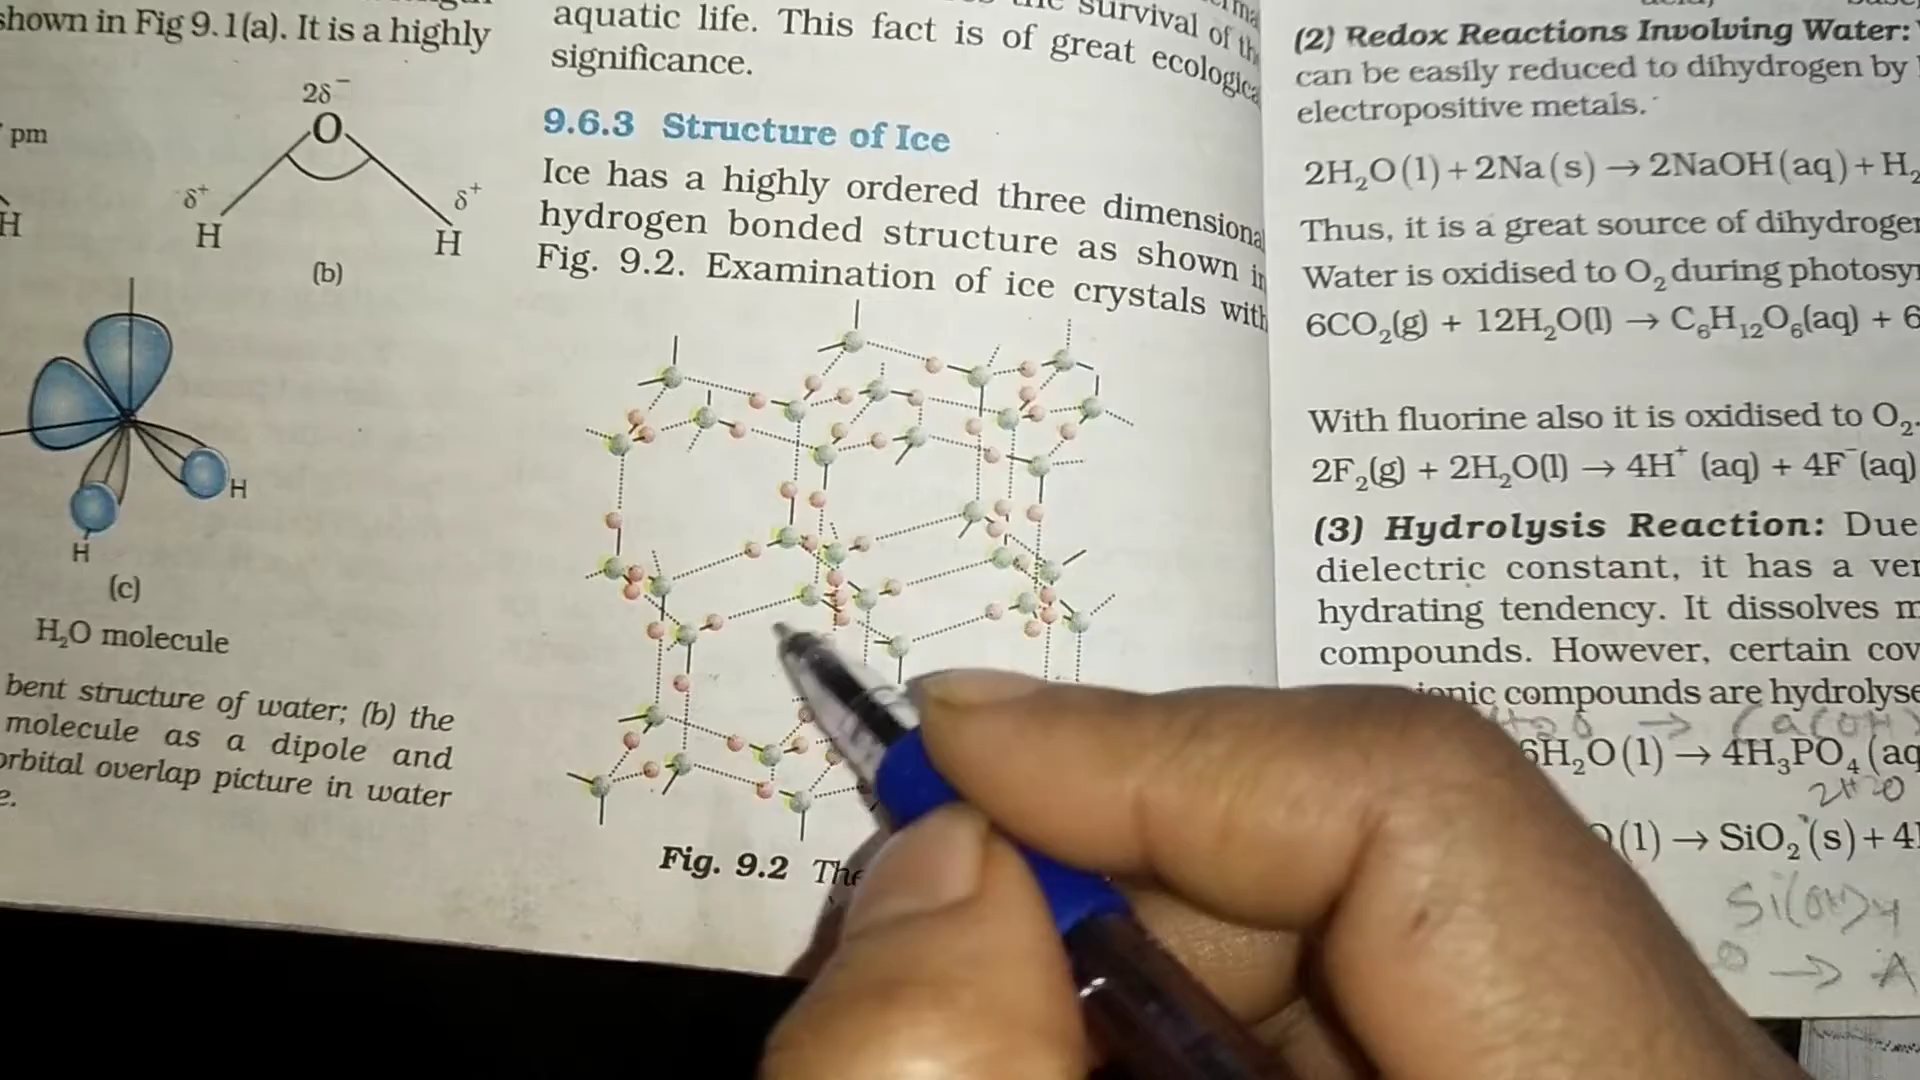 shown in Fig 9.1(a). It is a highly
2δ⁻
O
pm
δ⁺
δ⁺
H
H
H
(b)
H
H
(c)
H₂O molecule
bent structure of water; (b) the
molecule as a dipole and
orbital overlap picture in water
e.
survival of th
aquatic life. This fact is of great ecologica
significance.
9.6.3 Structure of Ice
Ice has a highly ordered three dimensional
hydrogen bonded structure as shown in
Fig. 9.2. Examination of ice crystals with
Fig. 9.2 The
(2) Redox Reactions Involving Water:
can be easily reduced to dihydrogen by
electropositive metals.
2H₂O(l) + 2Na(s) → 2NaOH(aq) + H₂
Thus, it is a great source of dihydrogen
Water is oxidised to O₂ during photosyn
6CO₂(g) + 12H₂O(l) → C₆H₁₂O₆(aq) + 6
With fluorine also it is oxidised to O₂.
2F₂(g) + 2H₂O(l) → 4H⁺ (aq) + 4F⁻(aq)
(3) Hydrolysis Reaction: Due
dielectric constant, it has a ver
hydrating tendency. It dissolves m
compounds. However, certain cov
ionic compounds are hydrolyse
6H₂O(l) → 4H₃PO₄(aq
2H2O
O(l) → SiO₂(s) + 4
Si(OH)4
→ A